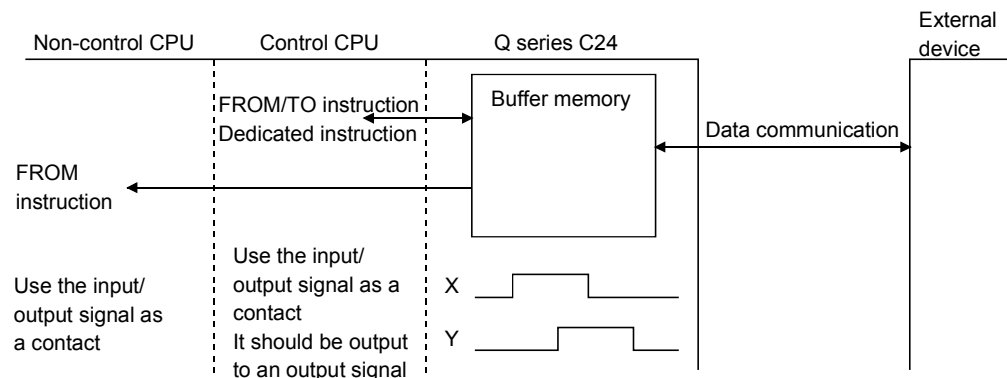 Non-control CPU
Control CPU
Q series C24
External
device
FROM/TO instruction
Dedicated instruction
Buffer memory
Data communication
FROM
instruction
Use the input/
output signal as
a contact
Use the input/
output signal as a
contact
It should be output
to an output signal
X
Y